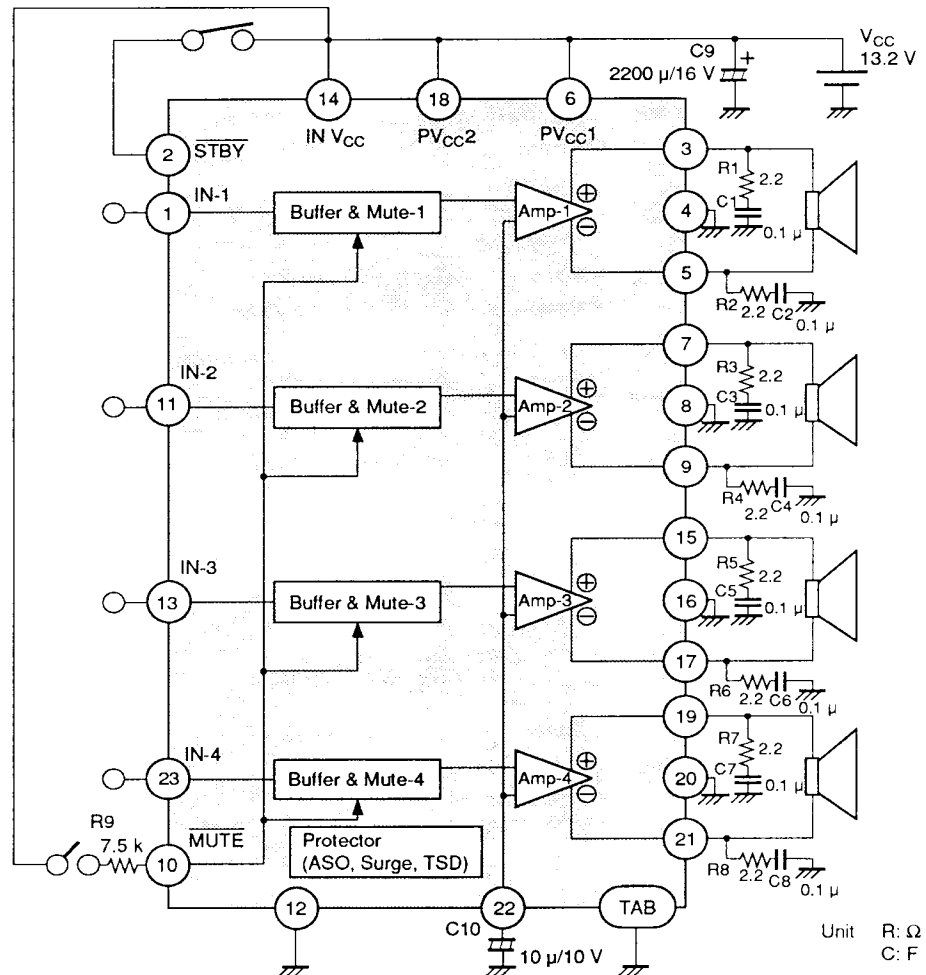 VCC
13.2 V
C9
+
2200 µ/16 V
14
18
6
IN VCC
PVCC2
PVCC1
2
STBY
3
R1
2.2
C1
0.1 µ
1
IN-1
Buffer & Mute-1
Amp-1
+
−
4
5
R2
2.2
C2
0.1 µ
7
R3
2.2
C3
0.1 µ
11
IN-2
Buffer & Mute-2
Amp-2
+
−
8
9
R4
2.2
C4
0.1 µ
15
R5
2.2
C5
0.1 µ
13
IN-3
Buffer & Mute-3
Amp-3
+
−
16
17
R6
2.2
C6
0.1 µ
19
R7
2.2
C7
0.1 µ
23
IN-4
Buffer & Mute-4
Amp-4
+
−
20
21
R8
2.2
C8
0.1 µ
R9
7.5 k
10
MUTE
Protector
(ASO, Surge, TSD)
12
C10
22
TAB
10 µ/10 V
Unit R: Ω
C: F